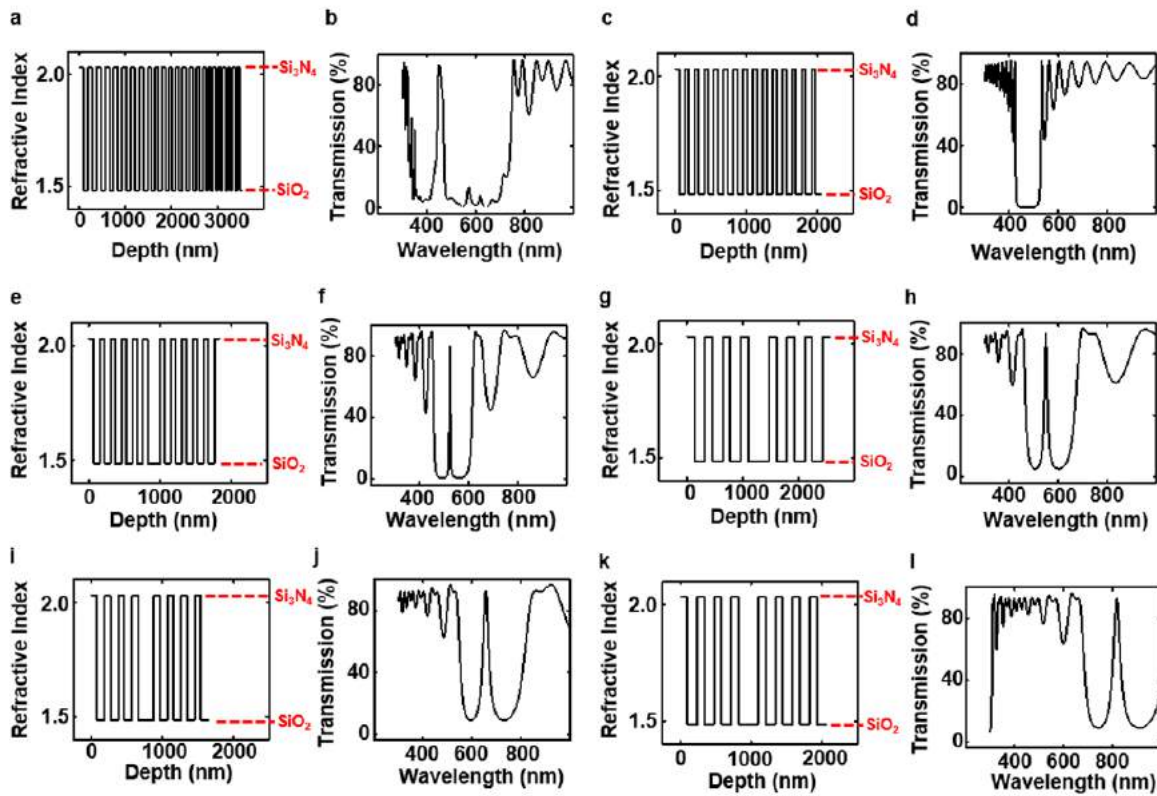 a
Refractive Index
2.0
1.5
0 1000 2000 3000
Depth (nm)
Si₃N₄
SiO₂
b
Transmission (%)
80
40
0
400 600 800
Wavelength (nm)
c
Refractive Index
2.0
1.5
0 1000 2000
Depth (nm)
Si₃N₄
SiO₂
d
Transmission (%)
80
40
0
400 600 800
Wavelength (nm)
e
Refractive Index
2.0
1.5
0 1000 2000
Depth (nm)
Si₃N₄
SiO₂
f
Transmission (%)
80
40
0
400 600 800
Wavelength (nm)
g
Refractive Index
2.0
1.5
0 1000 2000
Depth (nm)
Si₃N₄
SiO₂
h
Transmission (%)
80
40
0
400 600 800
Wavelength (nm)
i
Refractive Index
2.0
1.5
0 1000 2000
Depth (nm)
Si₃N₄
SiO₂
j
Transmission (%)
80
40
0
400 600 800
Wavelength (nm)
k
Refractive Index
2.0
1.5
0 1000 2000
Depth (nm)
Si₃N₄
SiO₂
l
Transmission (%)
80
40
0
400 600 800
Wavelength (nm)